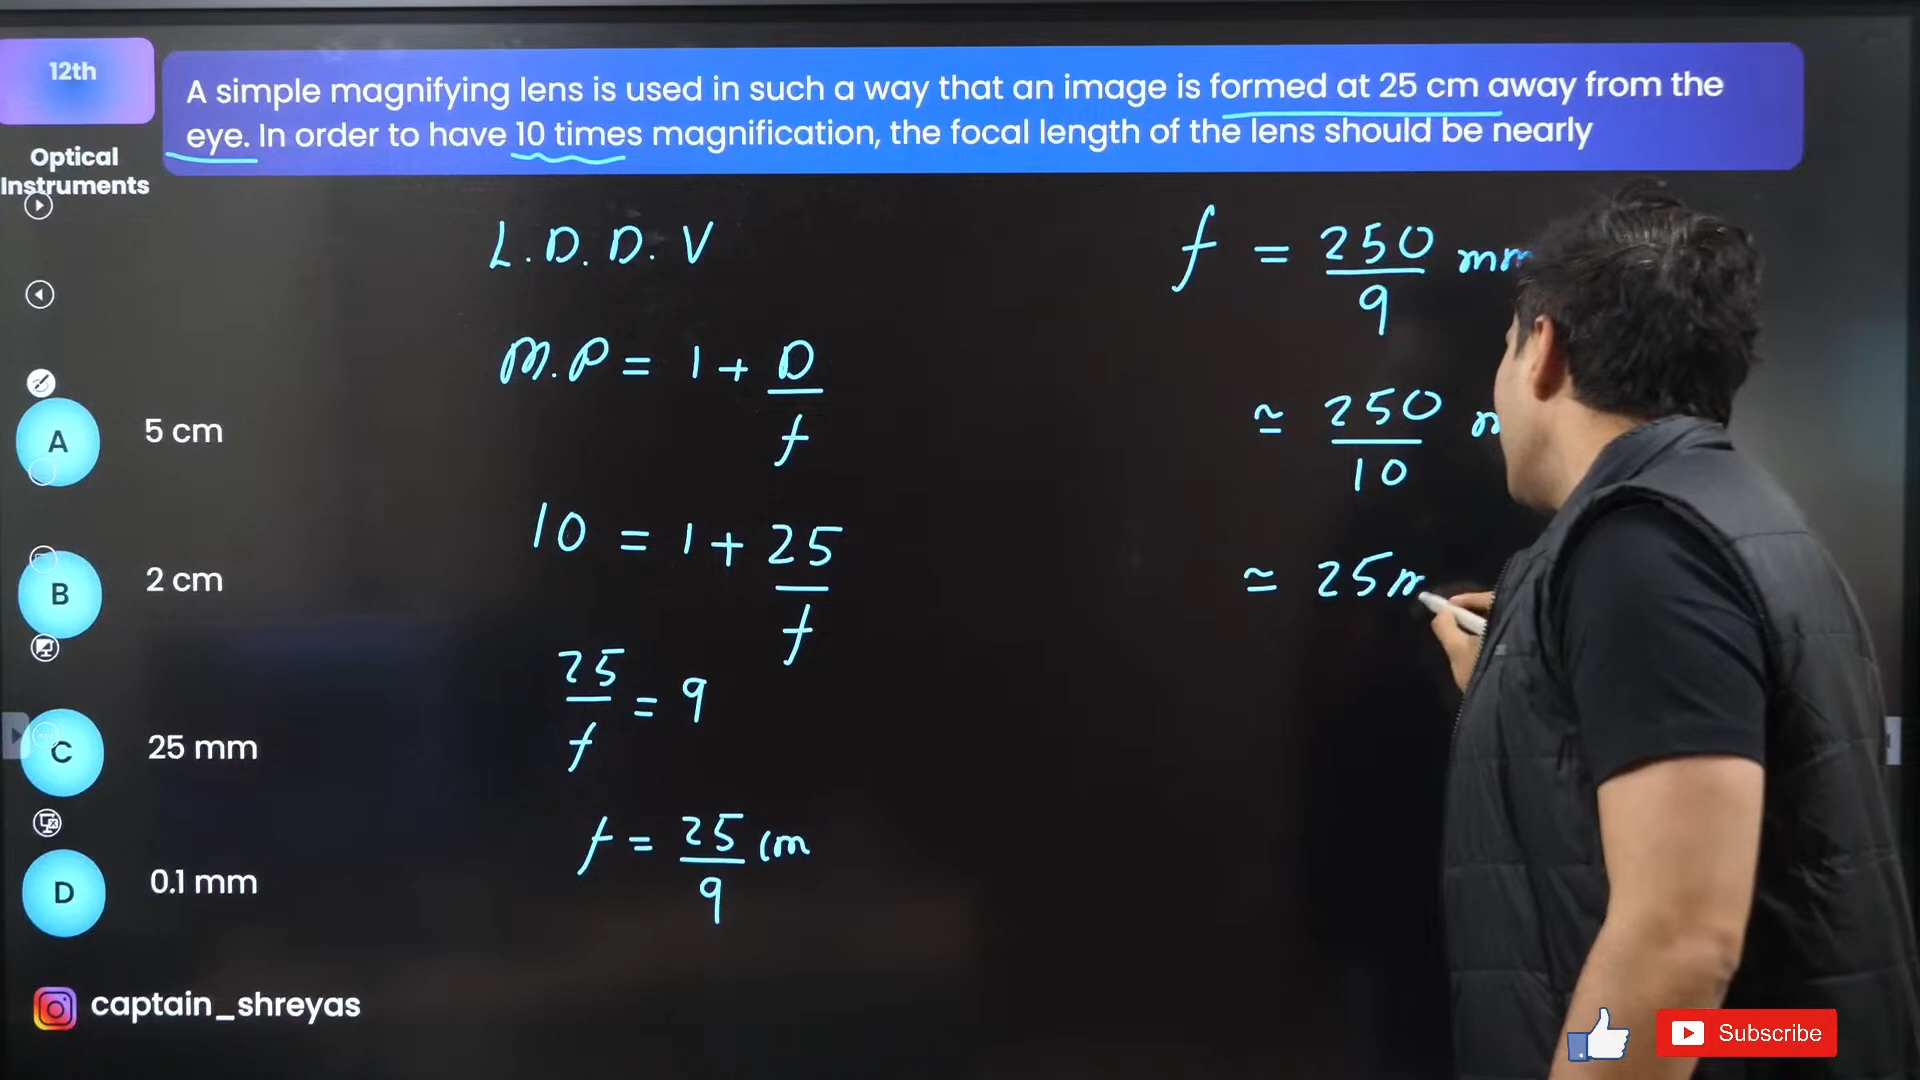 12th
A simple magnifying lens is used in such a way that an image is formed at 25 cm away from the
eye. In order to have 10 times magnification, the focal length of the lens should be nearly
Optical
Instruments
L.D.D.V
M.P = 1 + D/f
10 = 1 + 25/f
25/f = 9
f = 25/9 cm
f = 250/9 mm
≃ 250/10
≃ 25m
A 5 cm
B 2 cm
C 25 mm
D 0.1 mm
captain_shreyas
Subscribe